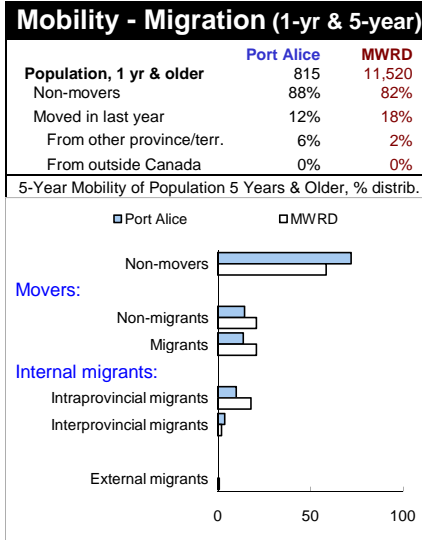 Mobility - Migration (1-yr & 5-year)
Port Alice MWRD
Population, 1 yr & older 815 11,520
Non-movers 88% 82%
Moved in last year 12% 18%
From other province/terr. 6% 2%
From outside Canada 0% 0%
5-Year Mobility of Population 5 Years & Older, % distrib.
Port Alice MWRD
Non-movers
Movers:
Non-migrants
Migrants
Internal migrants:
Intraprovincial migrants
Interprovincial migrants
External migrants
0 50 100